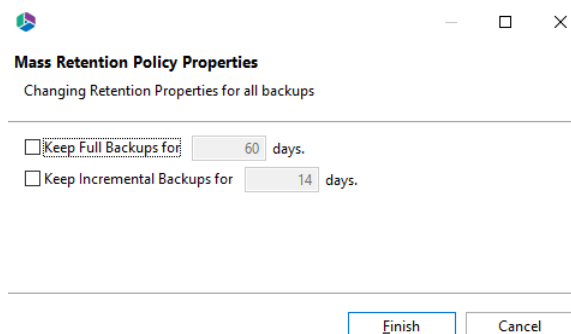 Mass Retention Policy Properties
Changing Retention Properties for all backups
Keep Full Backups for 60 days.
Keep Incremental Backups for 14 days.
Finish Cancel